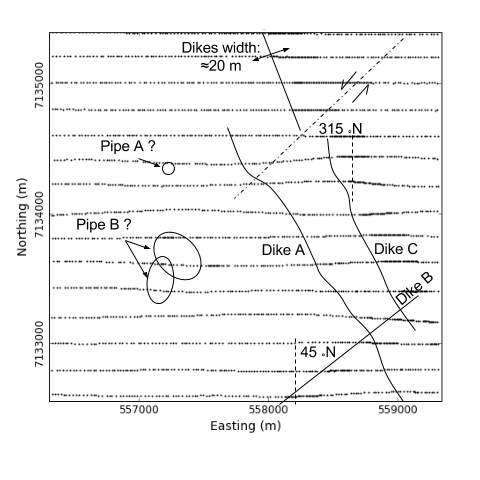 Dikes width:
≈20 m
7135000
315 °N
Pipe A ?
Northing (m)
7134000
Pipe B ?
Dike A
Dike C
Dike B
7133000
45 °N
557000
558000
559000
Easting (m)